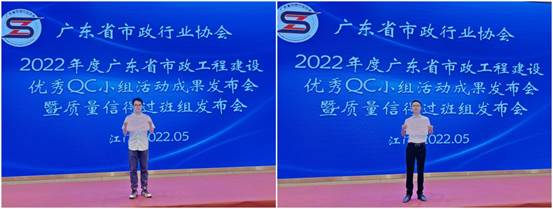 广东省市政行业协会
2022年度广东省市政工程建设
优秀QC小组活动成果发布会
暨质量信得过班组发布会
江门 2022.05
广东省市政行业协会
2022年度广东省市政工程建设
优秀QC小组活动成果发布会
暨质量信得过班组发布会
2022.05